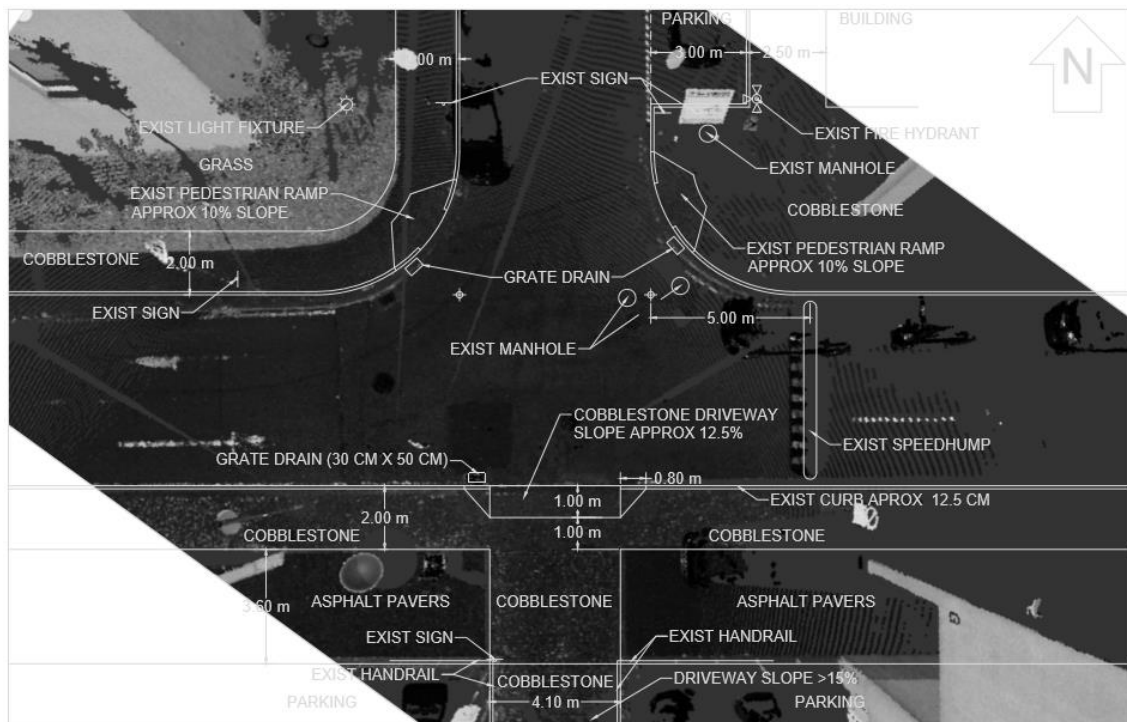 PARKING
BUILDING
3.00 m
2.50 m
.00 m
EXIST SIGN
N
EXIST LIGHT FIXTURE
EXIST FIRE HYDRANT
GRASS
EXIST MANHOLE
EXIST PEDESTRIAN RAMP
APPROX 10% SLOPE
COBBLESTONE
EXIST PEDESTRIAN RAMP
APPROX 10% SLOPE
COBBLESTONE
2.00 m
GRATE DRAIN
EXIST SIGN
5.00 m
EXIST MANHOLE
COBBLESTONE DRIVEWAY
SLOPE APPROX 12.5%
EXIST SPEEDHUMP
GRATE DRAIN (30 CM X 50 CM)
0.80 m
1.00 m
EXIST CURB APROX 12.5 CM
2.00 m
1.00 m
COBBLESTONE
COBBLESTONE
ASPHALT PAVERS
COBBLESTONE
ASPHALT PAVERS
3.60 m
EXIST SIGN
EXIST HANDRAIL
EXIST HANDRAIL
COBBLESTONE
DRIVEWAY SLOPE >15%
PARKING
4.10 m
PARKING